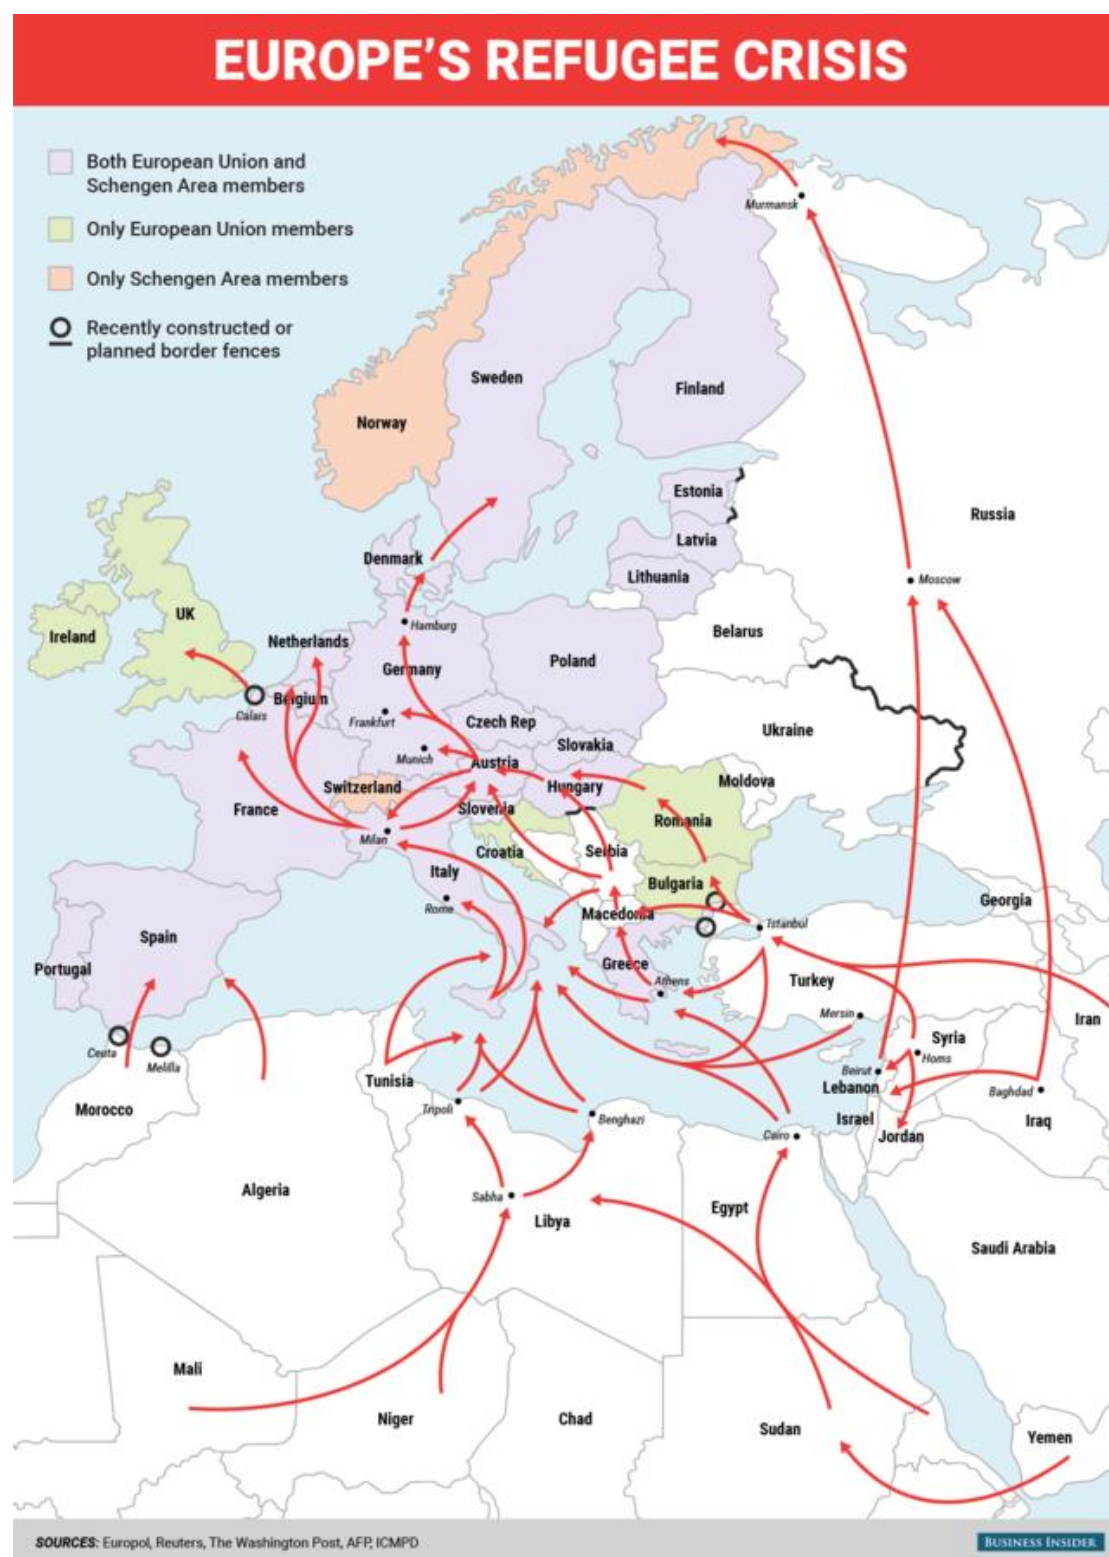 EUROPE'S REFUGEE CRISIS
Both European Union and
Schengen Area members
Only European Union members
Only Schengen Area members
Recently constructed or
planned border fences
Murmansk
Sweden
Finland
Norway
Estonia
Russia
Latvia
Denmark
Lithuania
Moscow
UK
Hamburg
Ireland
Netherlands
Belarus
Germany
Poland
Belgium
Calais
Frankfurt
Czech Rep
Ukraine
Slovakia
Munich
Austria
Switzerland
Hungary
Moldova
France
Slovenia
Romania
Milan
Croatia
Serbia
Italy
Bulgaria
Rome
Macedonia
Georgia
Istanbul
Spain
Portugal
Greece
Athens
Turkey
Mersin
Iran
Syria
Ceuta
Homs
Melilla
Beirut
Tunisia
Lebanon
Baghdad
Morocco
Tripoli
Benghazi
Israel
Iraq
Cairo
Jordan
Algeria
Sabha
Libya
Egypt
Saudi Arabia
Mali
Niger
Chad
Sudan
Yemen
SOURCES: Europol, Reuters, The Washington Post, AFP, ICMPD
BUSINESS INSIDER